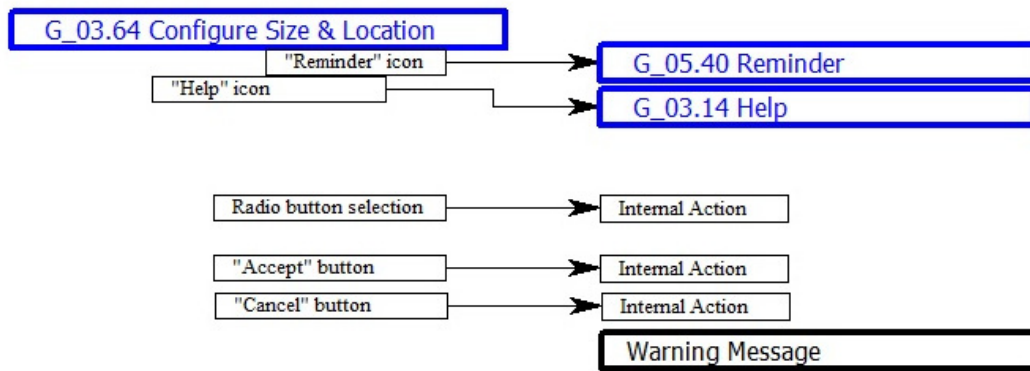 G_03.64 Configure Size & Location
"Reminder" icon
G_05.40 Reminder
"Help" icon
G_03.14 Help
Radio button selection
Internal Action
"Accept" button
Internal Action
"Cancel" button
Internal Action
Warning Message